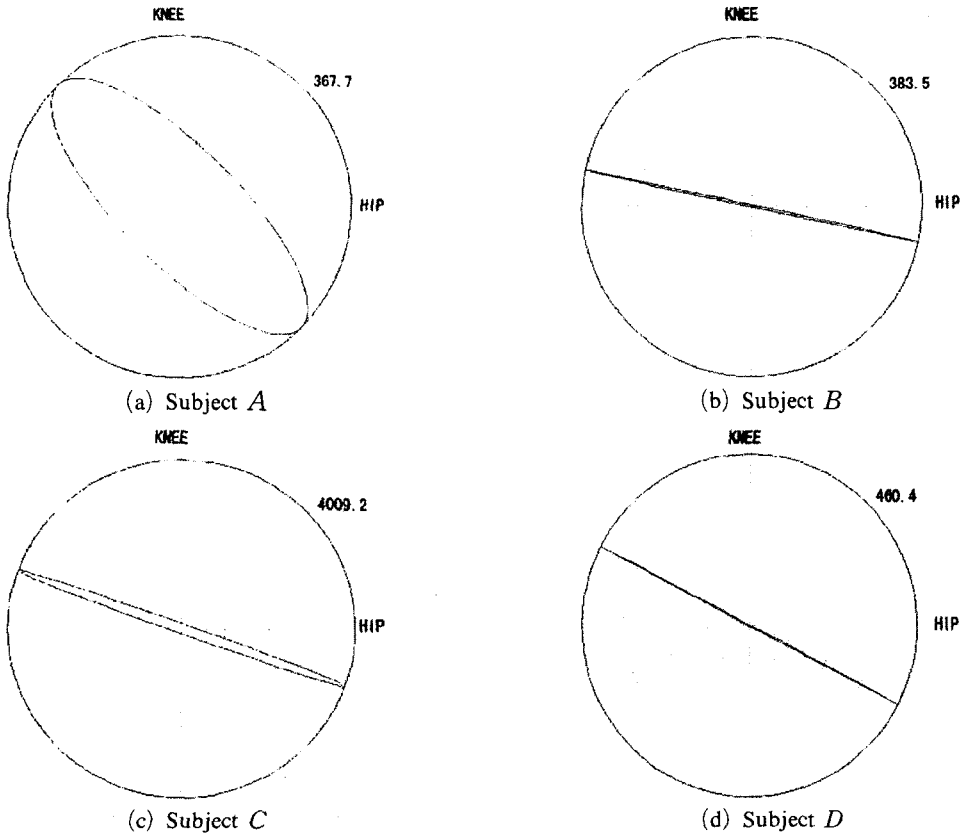 KNEE
367.7
HIP
(a) Subject A
KNEE
383.5
HIP
(b) Subject B
KNEE
4009.2
HIP
(c) Subject C
KNEE
460.4
HIP
(d) Subject D